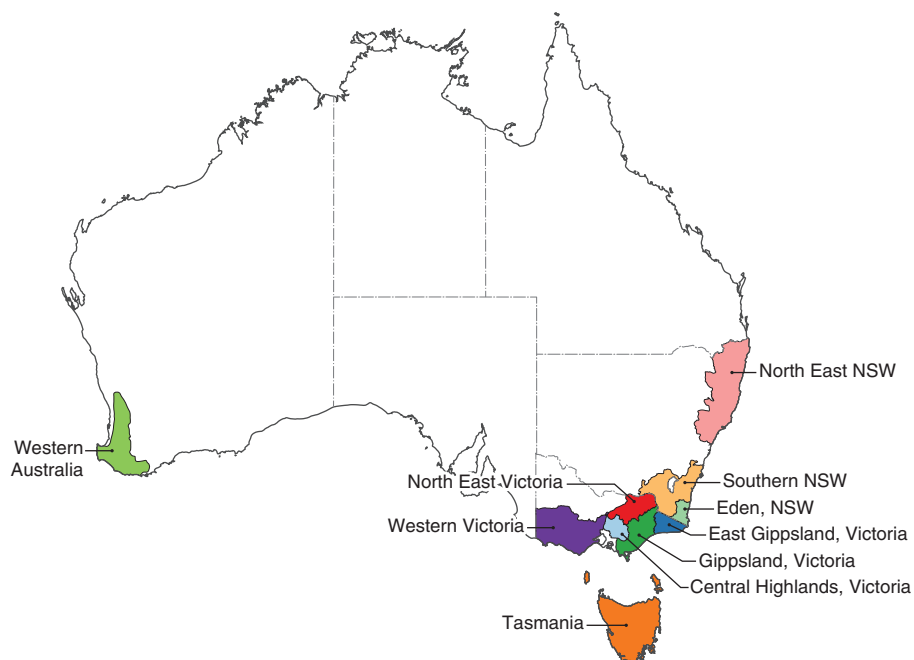 North East NSW
Western
Australia
North East Victoria
Southern NSW
Eden, NSW
Western Victoria
East Gippsland, Victoria
Gippsland, Victoria
Central Highlands, Victoria
Tasmania